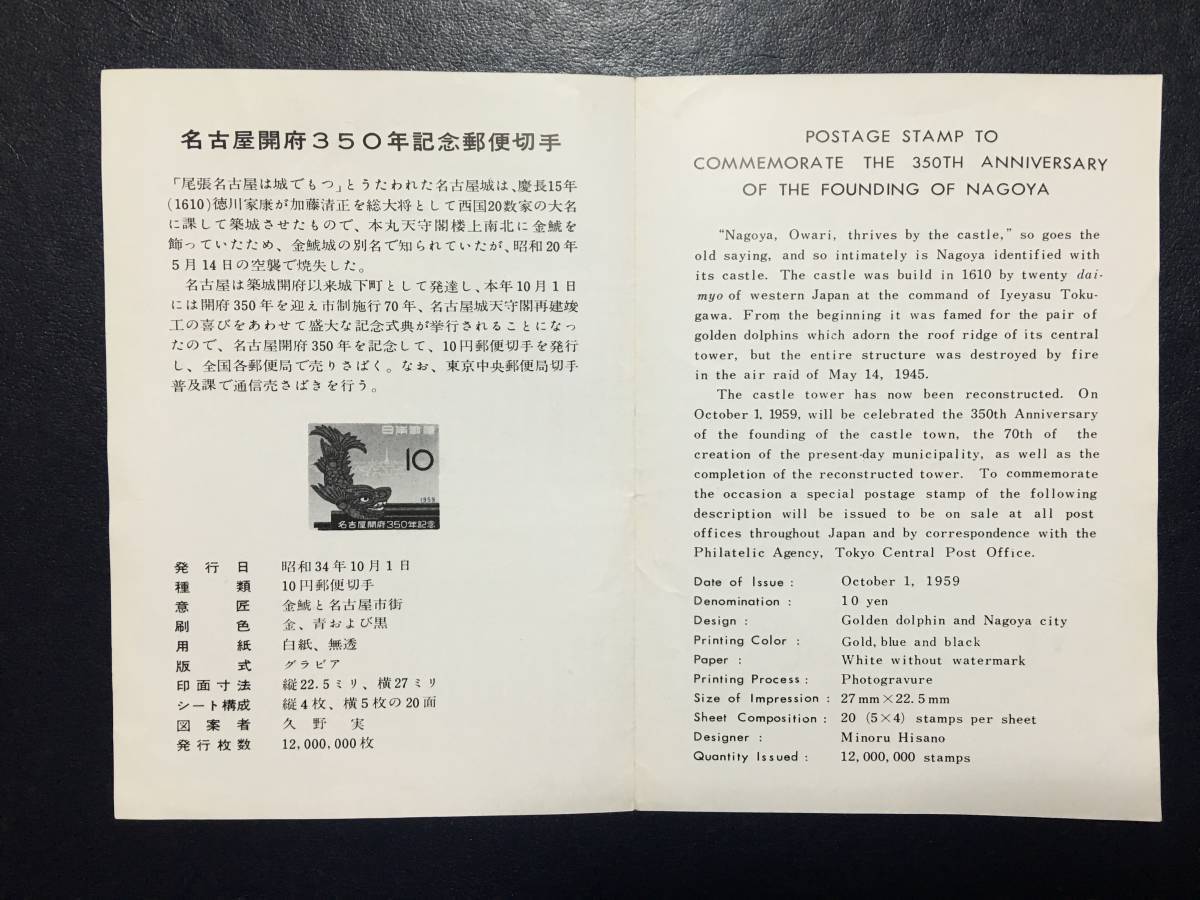 名古屋開府350年記念郵便切手
「尾張名古屋は城でもつ」とうたわれた名古屋城は、慶長15年
(1610)徳川家康が加藤清正を総大将として西国20数家の大名
に課して築城させたもので、本丸天守閣楼上南北に金鯱を
飾っていたため、金鯱城の別名で知られていたが、昭和20年
5月14日の空襲で焼失した。
名古屋は築城開府以来城下町として発達し、本年10月1日
には開府350年を迎え市制施行70年、名古屋城天守閣再建竣
工の喜びをあわせて盛大な記念式典が挙行されることになっ
たので、名古屋開府350年を記念して、10円郵便切手を発行
し、全国各郵便局で売りさばく。なお、東京中央郵便局切手
普及課で通信売さばきを行う。
日本郵便
10
1959
名古屋開府350年記念
発行日 昭和34年10月1日
種類 10円郵便切手
意匠 金鯱と名古屋市街
刷色 金、青および黒
用紙 白紙、無透
版式 グラビア
印面寸法 縦22.5ミリ、横27ミリ
シート構成 縦4枚、横5枚の20面
図案者 久野 実
発行枚数 12,000,000枚
POSTAGE STAMP TO
COMMEMORATE THE 350TH ANNIVERSARY
OF THE FOUNDING OF NAGOYA
"Nagoya, Owari, thrives by the castle," so goes the
old saying, and so intimately is Nagoya identified with
its castle. The castle was build in 1610 by twenty dai-
myo of western Japan at the command of Iyeyasu Toku-
gawa. From the beginning it was famed for the pair of
golden dolphins which adorn the roof ridge of its central
tower, but the entire structure was destroyed by fire
in the air raid of May 14, 1945.
The castle tower has now been reconstructed. On
October 1, 1959, will be celebrated the 350th Anniversary
of the founding of the castle town, the 70th of the
creation of the present-day municipality, as well as the
completion of the reconstructed tower. To commemorate
the occasion a special postage stamp of the following
description will be issued to be on sale at all post
offices throughout Japan and by correspondence with the
Philatelic Agency, Tokyo Central Post Office.
Date of Issue : October 1, 1959
Denomination : 10 yen
Design : Golden dolphin and Nagoya city
Printing Color : Gold, blue and black
Paper : White without watermark
Printing Process : Photogravure
Size of Impression : 27mm×22.5mm
Sheet Composition : 20 (5×4) stamps per sheet
Designer : Minoru Hisano
Quantity Issued : 12,000,000 stamps